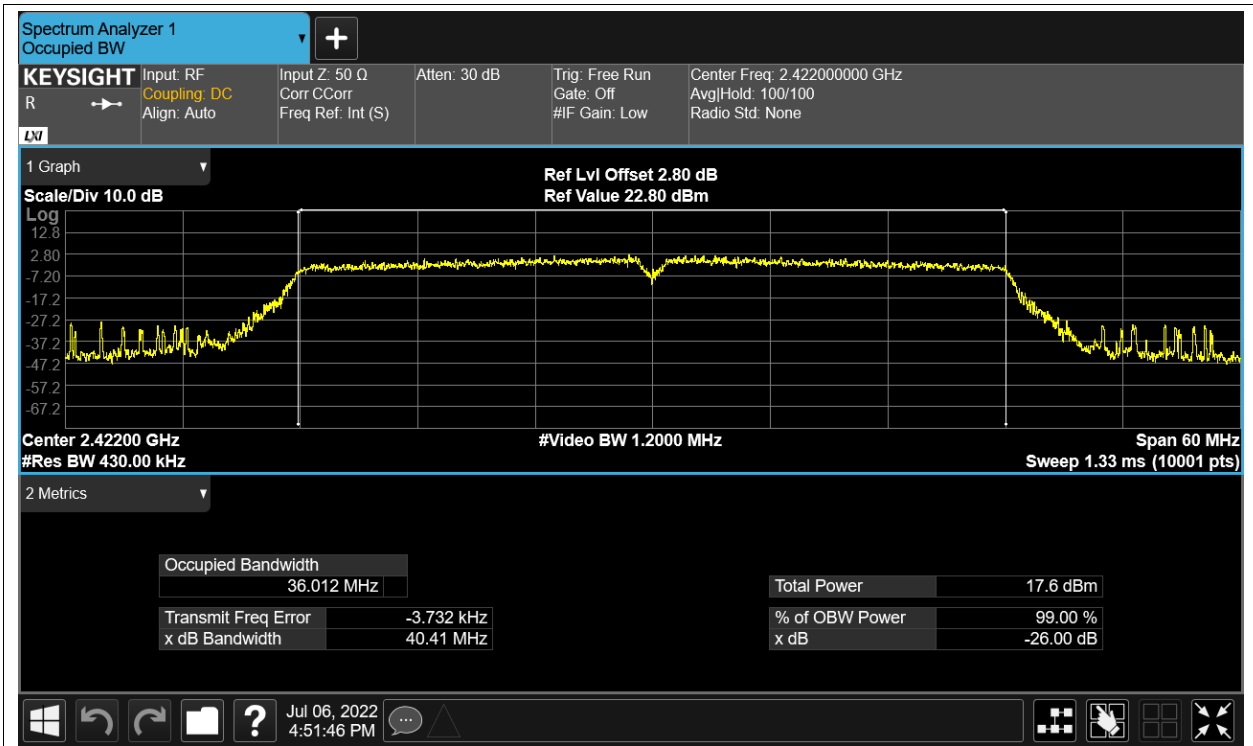 Spectrum Analyzer 1
Occupied BW
KEYSIGHT
R
LXI
Input: RF
Coupling: DC
Align: Auto
Input Z: 50 Ω
Corr CCorr
Freq Ref: Int (S)
Atten: 30 dB
Trig: Free Run
Gate: Off
#IF Gain: Low
Center Freq: 2.422000000 GHz
Avg|Hold: 100/100
Radio Std: None
1 Graph
Scale/Div 10.0 dB
Ref Lvl Offset 2.80 dB
Ref Value 22.80 dBm
Log
12.8
2.80
-7.20
-17.2
-27.2
-37.2
-47.2
-57.2
-67.2
Center 2.42200 GHz
#Video BW 1.2000 MHz
Span 60 MHz
#Res BW 430.00 kHz
Sweep 1.33 ms (10001 pts)
2 Metrics
Occupied Bandwidth
36.012 MHz
Total Power 17.6 dBm
Transmit Freq Error -3.732 kHz
% of OBW Power 99.00 %
x dB Bandwidth 40.41 MHz
x dB -26.00 dB
?
Jul 06, 2022
4:51:46 PM